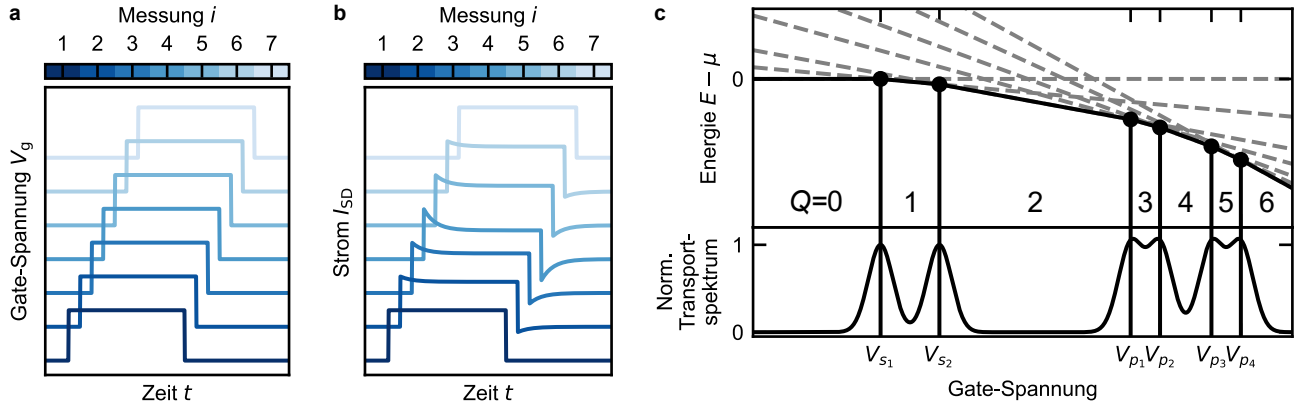 a
Messung i
1 2 3 4 5 6 7
Gate-Spannung Vg
Zeit t
b
Messung i
1 2 3 4 5 6 7
Strom ISD
Zeit t
c
Energie E − μ
0
Q=0 1 2 3 4 5 6
Norm.
Transport-
spektrum
1
0
Vs1 Vs2 Vp1 Vp2 Vp3 Vp4
Gate-Spannung